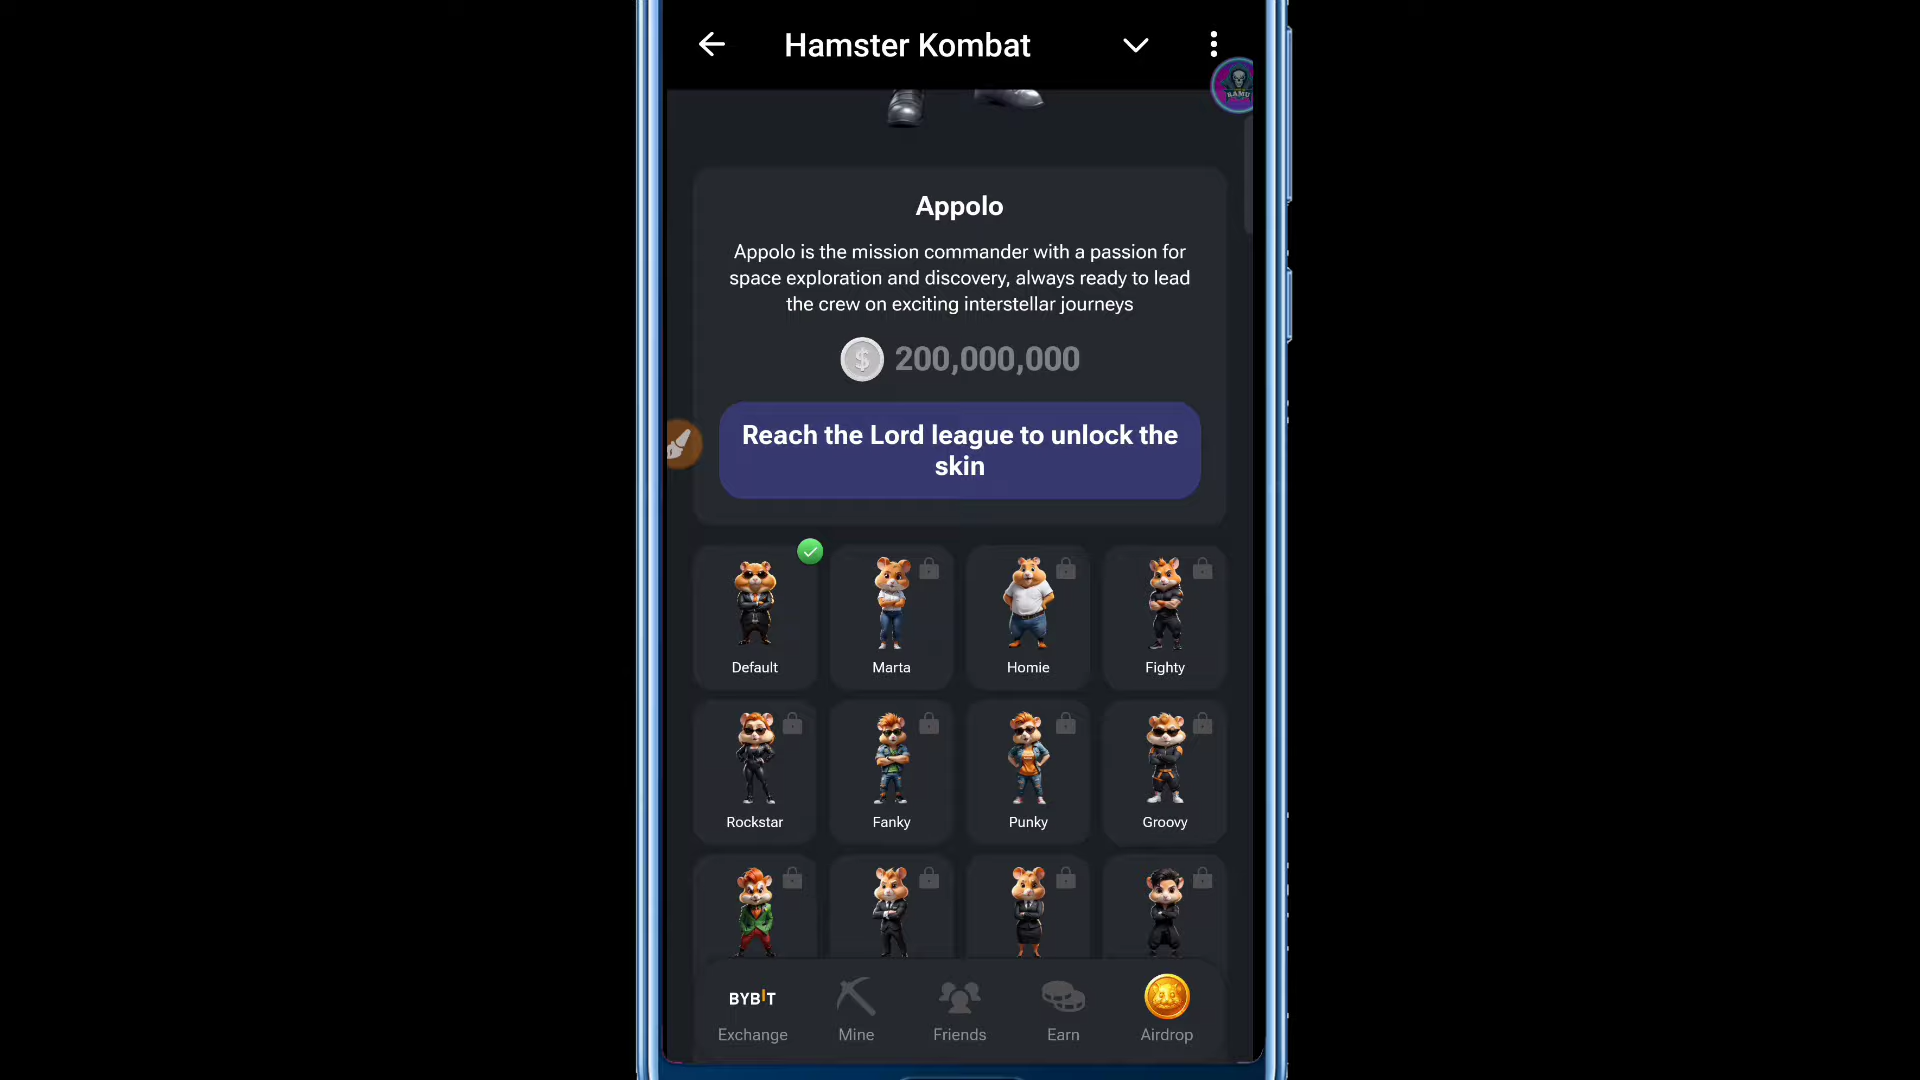 Hamster Kombat
RAMU
Appolo
Appolo is the mission commander with a passion for
space exploration and discovery, always ready to lead
the crew on exciting interstellar journeys
$ 200,000,000
Reach the Lord league to unlock the
skin
Default Marta Homie Fighty
Rockstar Fanky Punky Groovy
BYBIT
Exchange Mine Friends Earn Airdrop